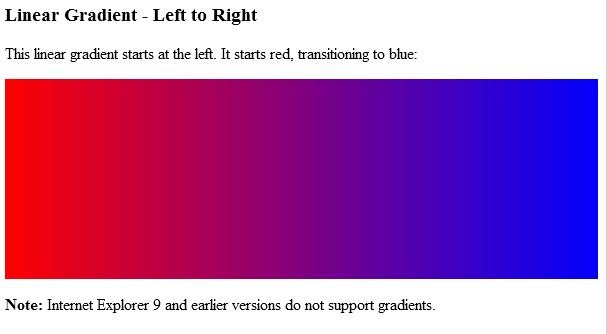 Linear Gradient - Left to Right
This linear gradient starts at the left. It starts red, transitioning to blue:
Note: Internet Explorer 9 and earlier versions do not support gradients.